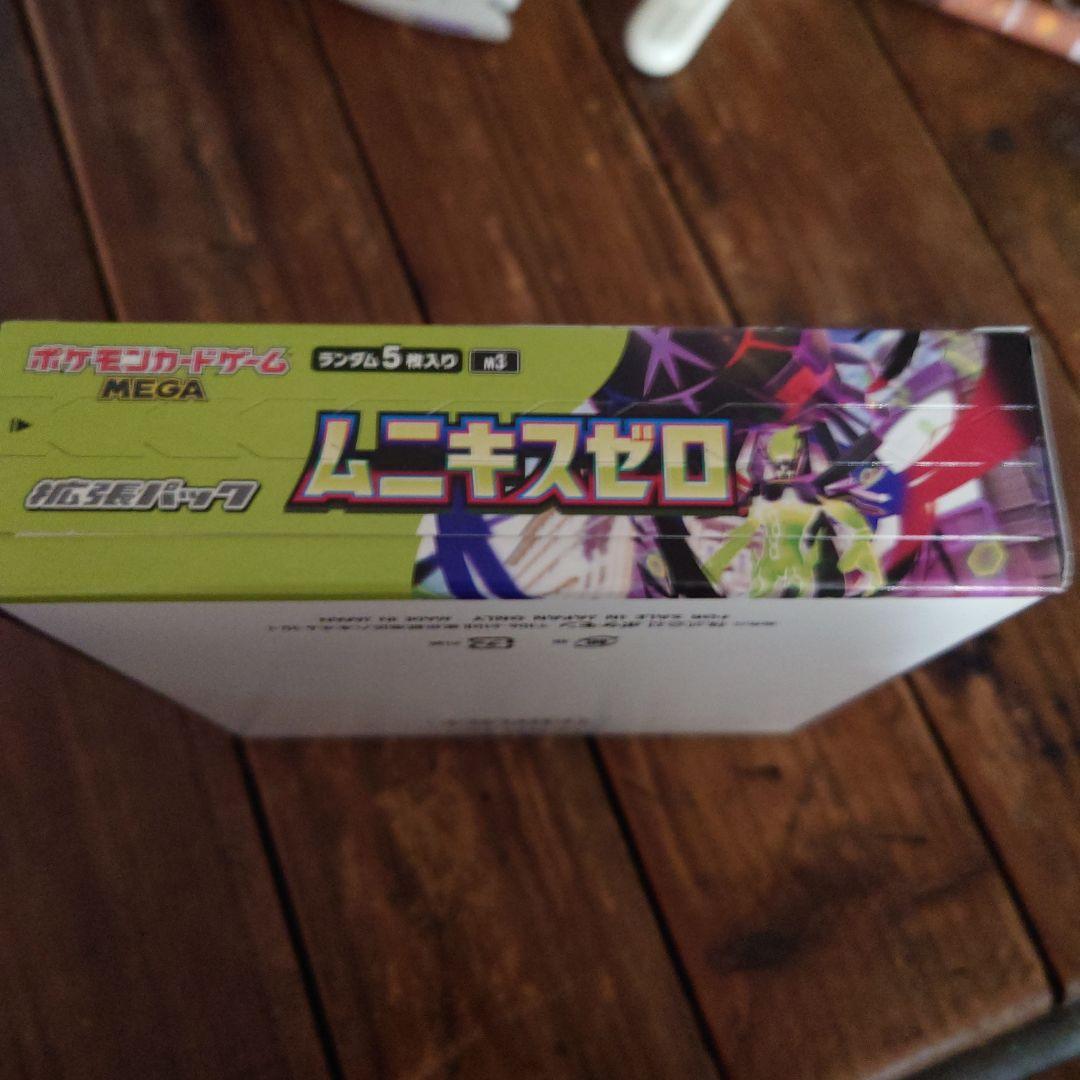 ポケモンカードゲーム
MEGA
ランダム5枚入り M3
ムニキスゼロ
拡張パック
FOR SALE IN JAPAN ONLY MADE IN JAPAN